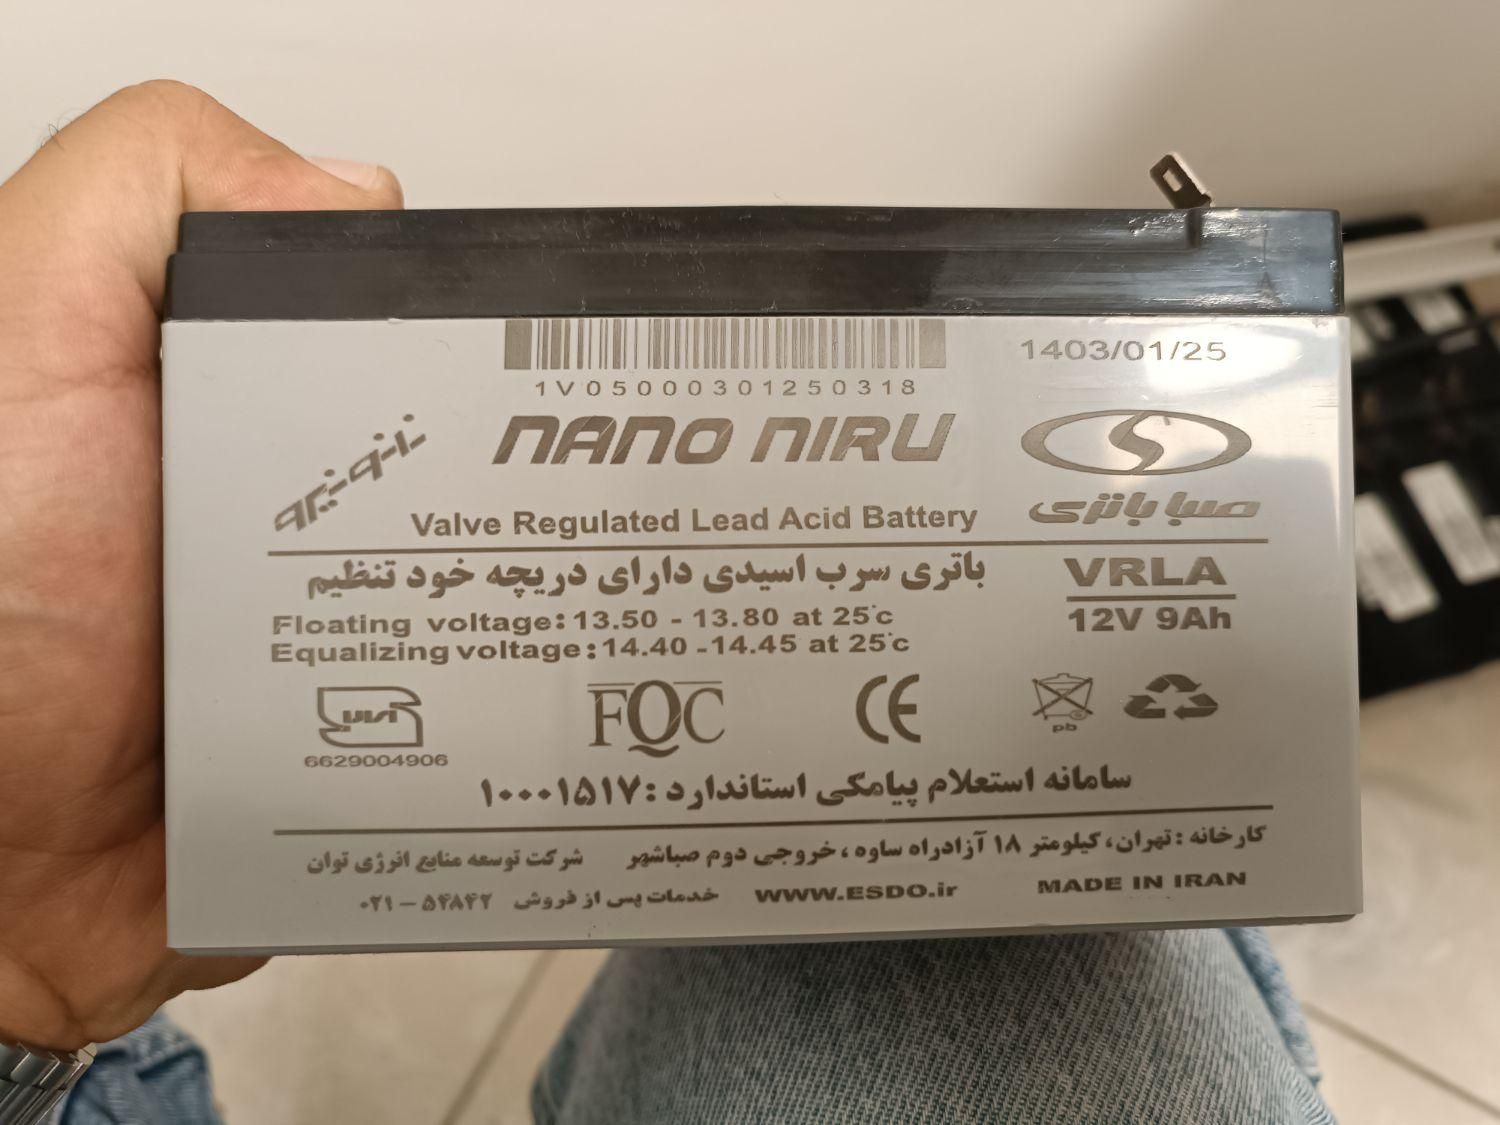 1403/01/25
1V05000301250318
نانو نیرو
NANO NIRU
صبا باتری
Valve Regulated Lead Acid Battery
باتری سرب اسیدی دارای دریچه خود تنظیم
VRLA
12V 9Ah
Floating voltage: 13.50 - 13.80 at 25°c
Equalizing voltage: 14.40 -14.45 at 25°c
FQC
CE
pb
6629004906
سامانه استعلام پیامکی استاندارد: ۱۰۰۰۱۵۱۷
کارخانه : تهران، کیلومتر ۱۸ آزادراه ساوه ، خروجی دوم صباشهر شرکت توسعه منابع انرژی توان
MADE IN IRAN WWW.ESDO.ir خدمات پس از فروش ۵۴۸۴۲ – ۰۲۱